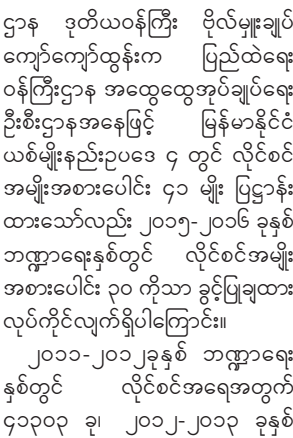 ဌာန ဒုတိယဝန်ကြီး ဗိုလ်မှူးချုပ်
ကျော်ကျော်ထွန်းက ပြည်ထဲရေး
ဝန်ကြီးဌာန အထွေထွေအုပ်ချုပ်ရေး
ဦးစီးဌာနအနေဖြင့် မြန်မာနိုင်ငံ
ယစ်မျိုးနည်းဥပဒေ ၄ တွင် လိုင်စင်
အမျိုးအစားပေါင်း ၄၁ မျိုး ပြဋ္ဌာန်း
ထားသော်လည်း ၂၀၁၅-၂၀၁၆ ခုနှစ်
ဘဏ္ဍာရေးနှစ်တွင် လိုင်စင်အမျိုး
အစားပေါင်း ၃၀ ကိုသာ ခွင့်ပြုချထား
လုပ်ကိုင်လျက်ရှိပါကြောင်း။
၂၀၁၁-၂၀၁၂ခုနှစ် ဘဏ္ဍာရေး
နှစ်တွင် လိုင်စင်အရေအတွက်
၄၁၃၀၃ ခု၊ ၂၀၁၂-၂၀၁၃ ခုနှစ်